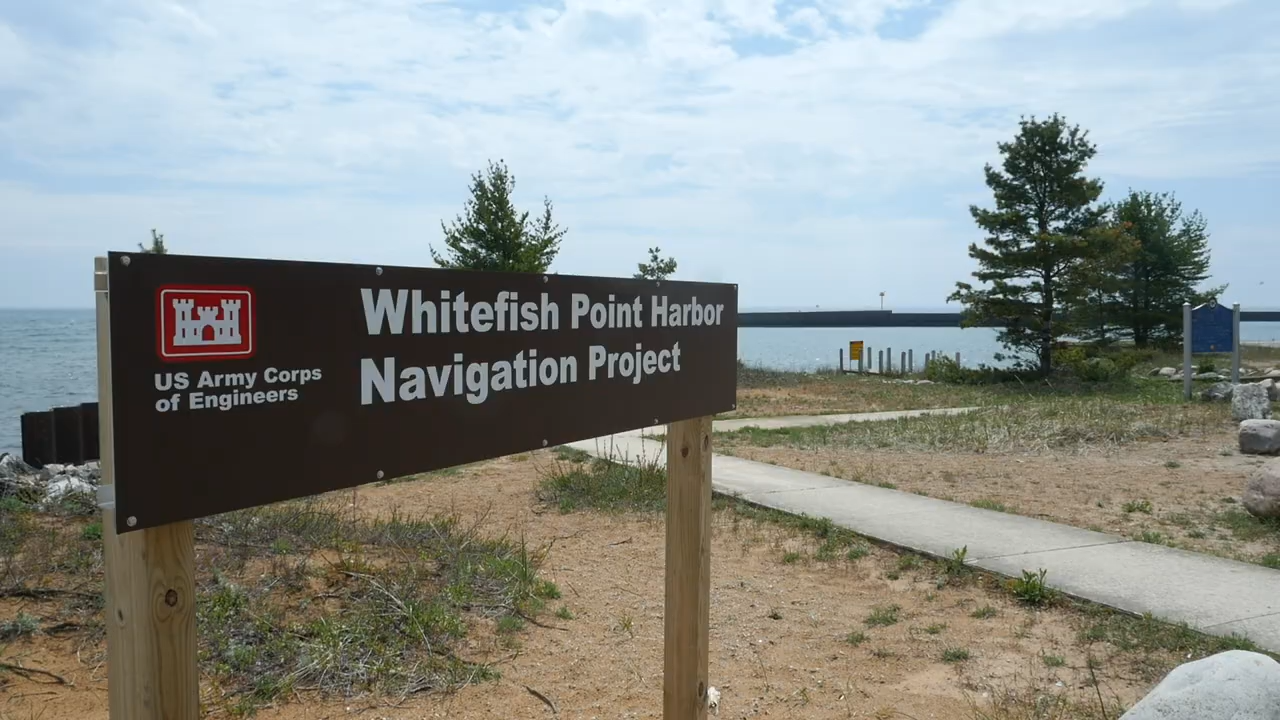 US Army Corps
of Engineers
Whitefish Point Harbor
Navigation Project